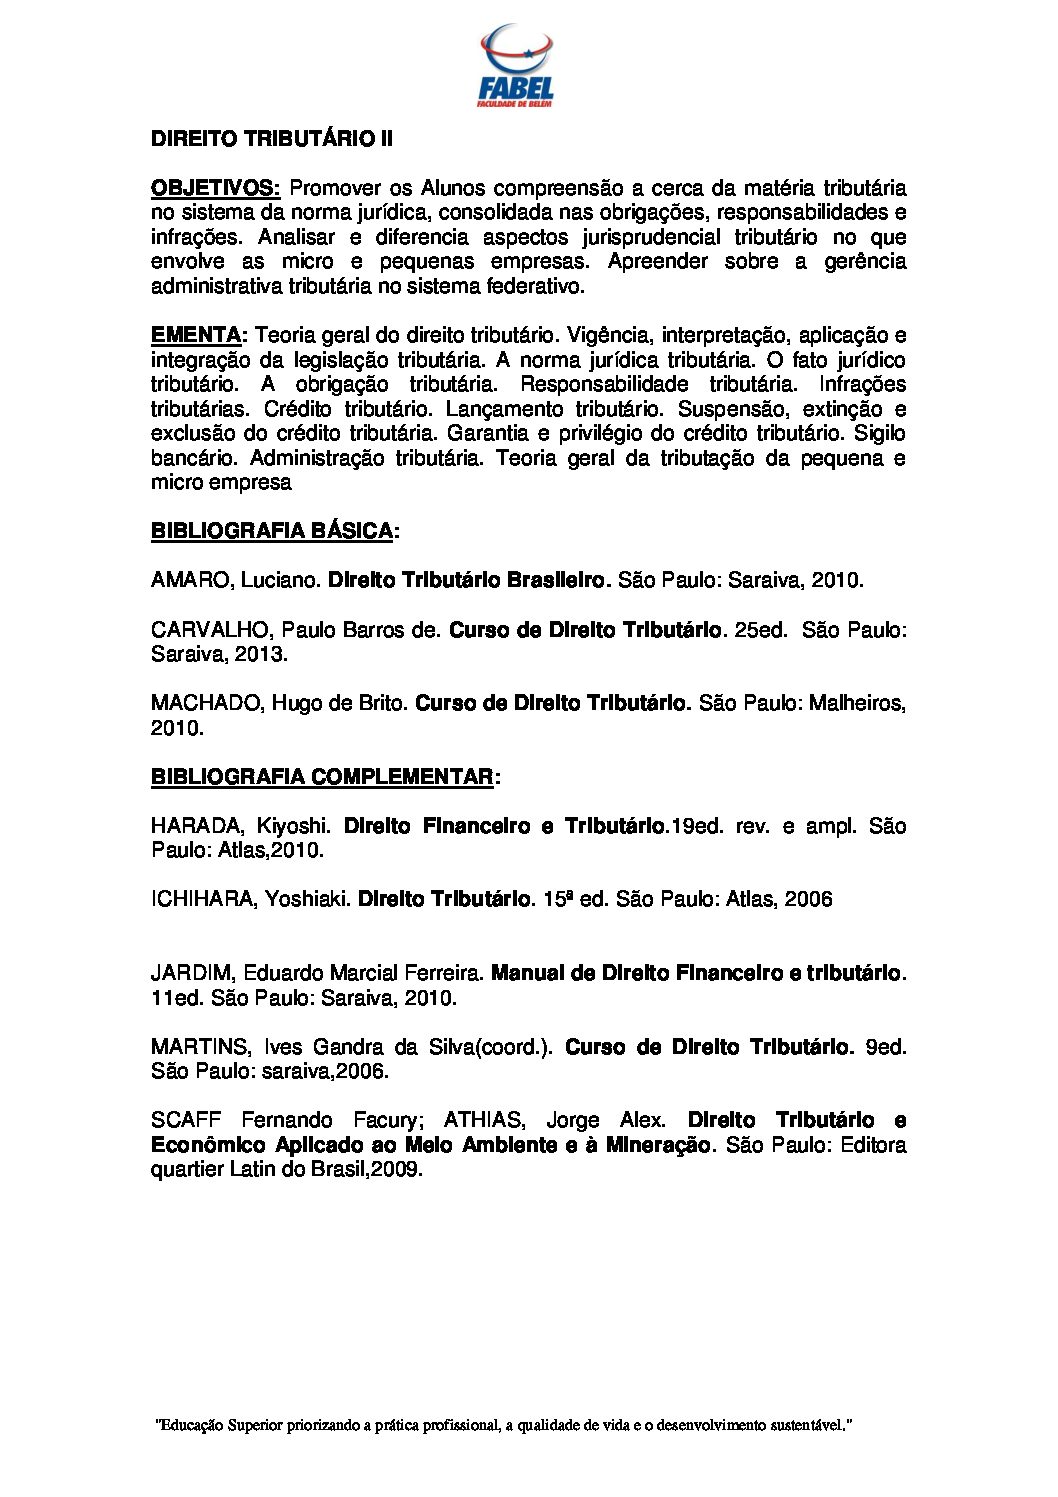 FABEL
FACULDADE DE BELÉM
DIREITO TRIBUTÁRIO II
OBJETIVOS: Promover os Alunos compreensão a cerca da matéria tributária
no sistema da norma jurídica, consolidada nas obrigações, responsabilidades e
infrações. Analisar e diferencia aspectos jurisprudencial tributário no que
envolve as micro e pequenas empresas. Apreender sobre a gerência
administrativa tributária no sistema federativo.
EMENTA: Teoria geral do direito tributário. Vigência, interpretação, aplicação e
integração da legislação tributária. A norma jurídica tributária. O fato jurídico
tributário. A obrigação tributária. Responsabilidade tributária. Infrações
tributárias. Crédito tributário. Lançamento tributário. Suspensão, extinção e
exclusão do crédito tributária. Garantia e privilégio do crédito tributário. Sigilo
bancário. Administração tributária. Teoria geral da tributação da pequena e
micro empresa
BIBLIOGRAFIA BÁSICA:
AMARO, Luciano. Direito Tributário Brasileiro. São Paulo: Saraiva, 2010.
CARVALHO, Paulo Barros de. Curso de Direito Tributário. 25ed. São Paulo:
Saraiva, 2013.
MACHADO, Hugo de Brito. Curso de Direito Tributário. São Paulo: Malheiros,
2010.
BIBLIOGRAFIA COMPLEMENTAR:
HARADA, Kiyoshi. Direito Financeiro e Tributário.19ed. rev. e ampl. São
Paulo: Atlas,2010.
ICHIHARA, Yoshiaki. Direito Tributário. 15ª ed. São Paulo: Atlas, 2006
JARDIM, Eduardo Marcial Ferreira. Manual de Direito Financeiro e tributário.
11ed. São Paulo: Saraiva, 2010.
MARTINS, Ives Gandra da Silva(coord.). Curso de Direito Tributário. 9ed.
São Paulo: saraiva,2006.
SCAFF Fernando Facury; ATHIAS, Jorge Alex. Direito Tributário e
Econômico Aplicado ao Meio Ambiente e à Mineração. São Paulo: Editora
quartier Latin do Brasil,2009.
"Educação Superior priorizando a prática profissional, a qualidade de vida e o desenvolvimento sustentável."